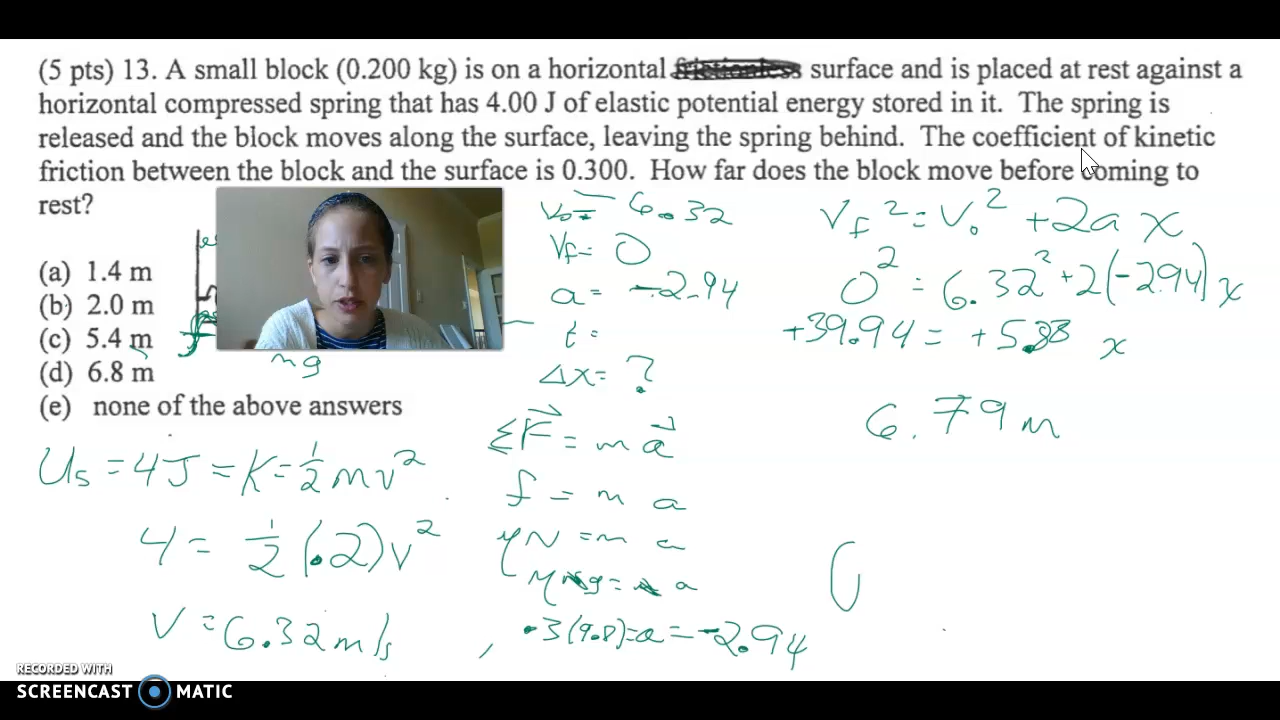 (5 pts) 13. A small block (0.200 kg) is on a horizontal surface and is placed at rest against a
horizontal compressed spring that has 4.00 J of elastic potential energy stored in it. The spring is
released and the block moves along the surface, leaving the spring behind. The coefficient of kinetic
friction between the block and the surface is 0.300. How far does the block move before coming to
rest?
(a) 1.4 m
(b) 2.0 m
(c) 5.4 m
(d) 6.8 m
(e) none of the above answers
mg
Us = 4J = K = 1/2 mv²
4 = 1/2 (.2)v²
v = 6.32 m/s
v₀ = 6.32
Vf = 0
a = -2.94
t =
Δx = ?
ΣF = ma
f = m a
μN = m a
μmg = m a
.3(9.8) = a = -2.94
Vf² = V₀² + 2a x
0² = 6.32² + 2(-2.94) x
+39.94 = +5.88 x
6.79 m
RECORDED WITH
SCREENCAST MATIC